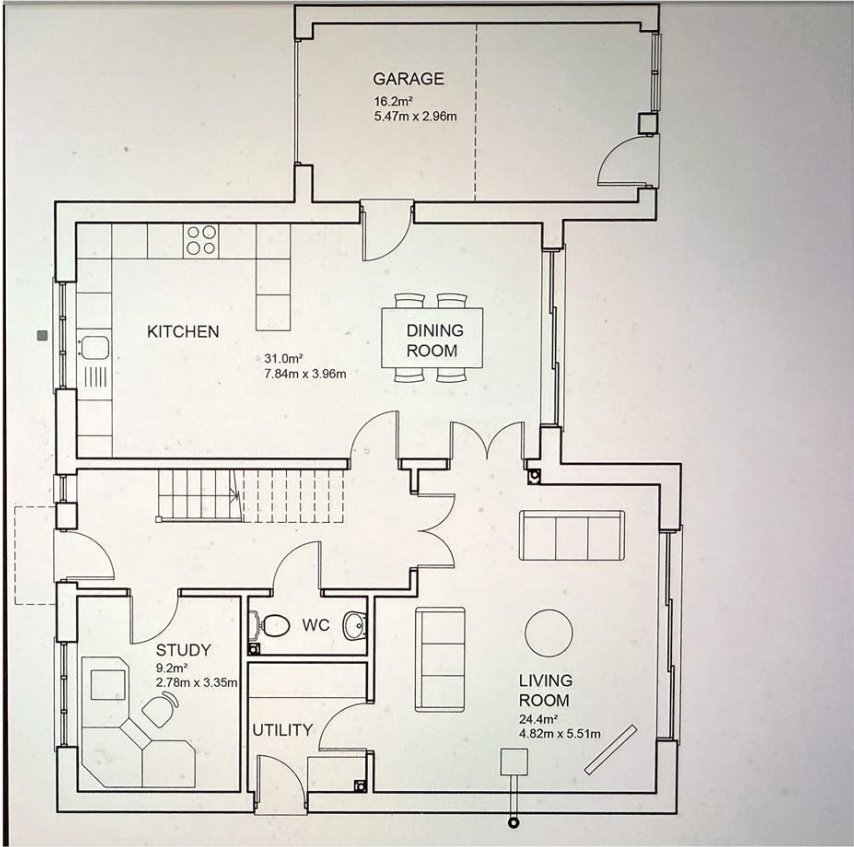 GARAGE
16.2m²
5.47m x 2.96m
KITCHEN
DINING
ROOM
31.0m²
7.84m x 3.96m
WC
STUDY
9.2m²
2.78m x 3.35m
UTILITY
LIVING
ROOM
24.4m²
4.82m x 5.51m